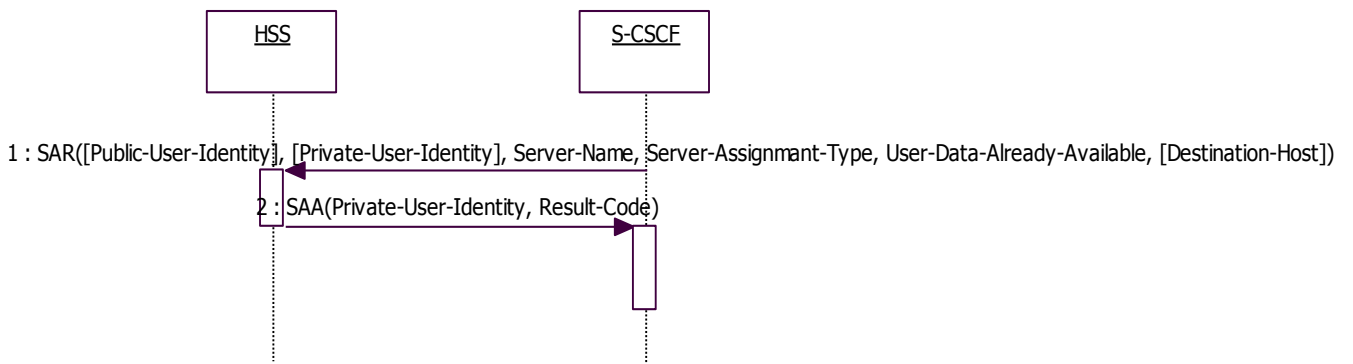 HSS
S-CSCF
1 : SAR([Public-User-Identity], [Private-User-Identity], Server-Name, Server-Assignmant-Type, User-Data-Already-Available, [Destination-Host])
2 : SAA(Private-User-Identity, Result-Code)